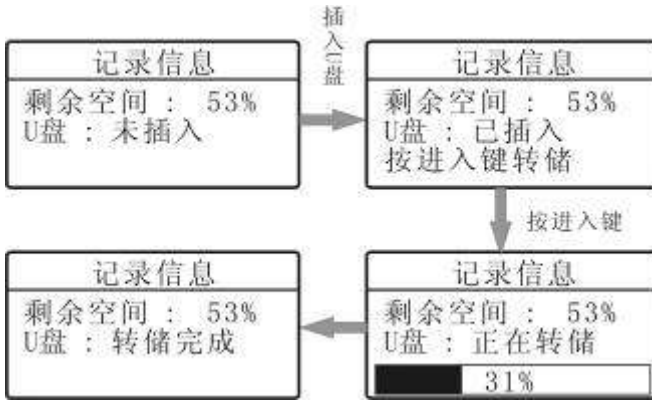 记录信息
剩余空间 : 53%
U盘 : 未插入
插入U盘
记录信息
剩余空间 : 53%
U盘 : 已插入
按进入键转储
按进入键
记录信息
剩余空间 : 53%
U盘 : 正在转储
31%
记录信息
剩余空间 : 53%
U盘 : 转储完成